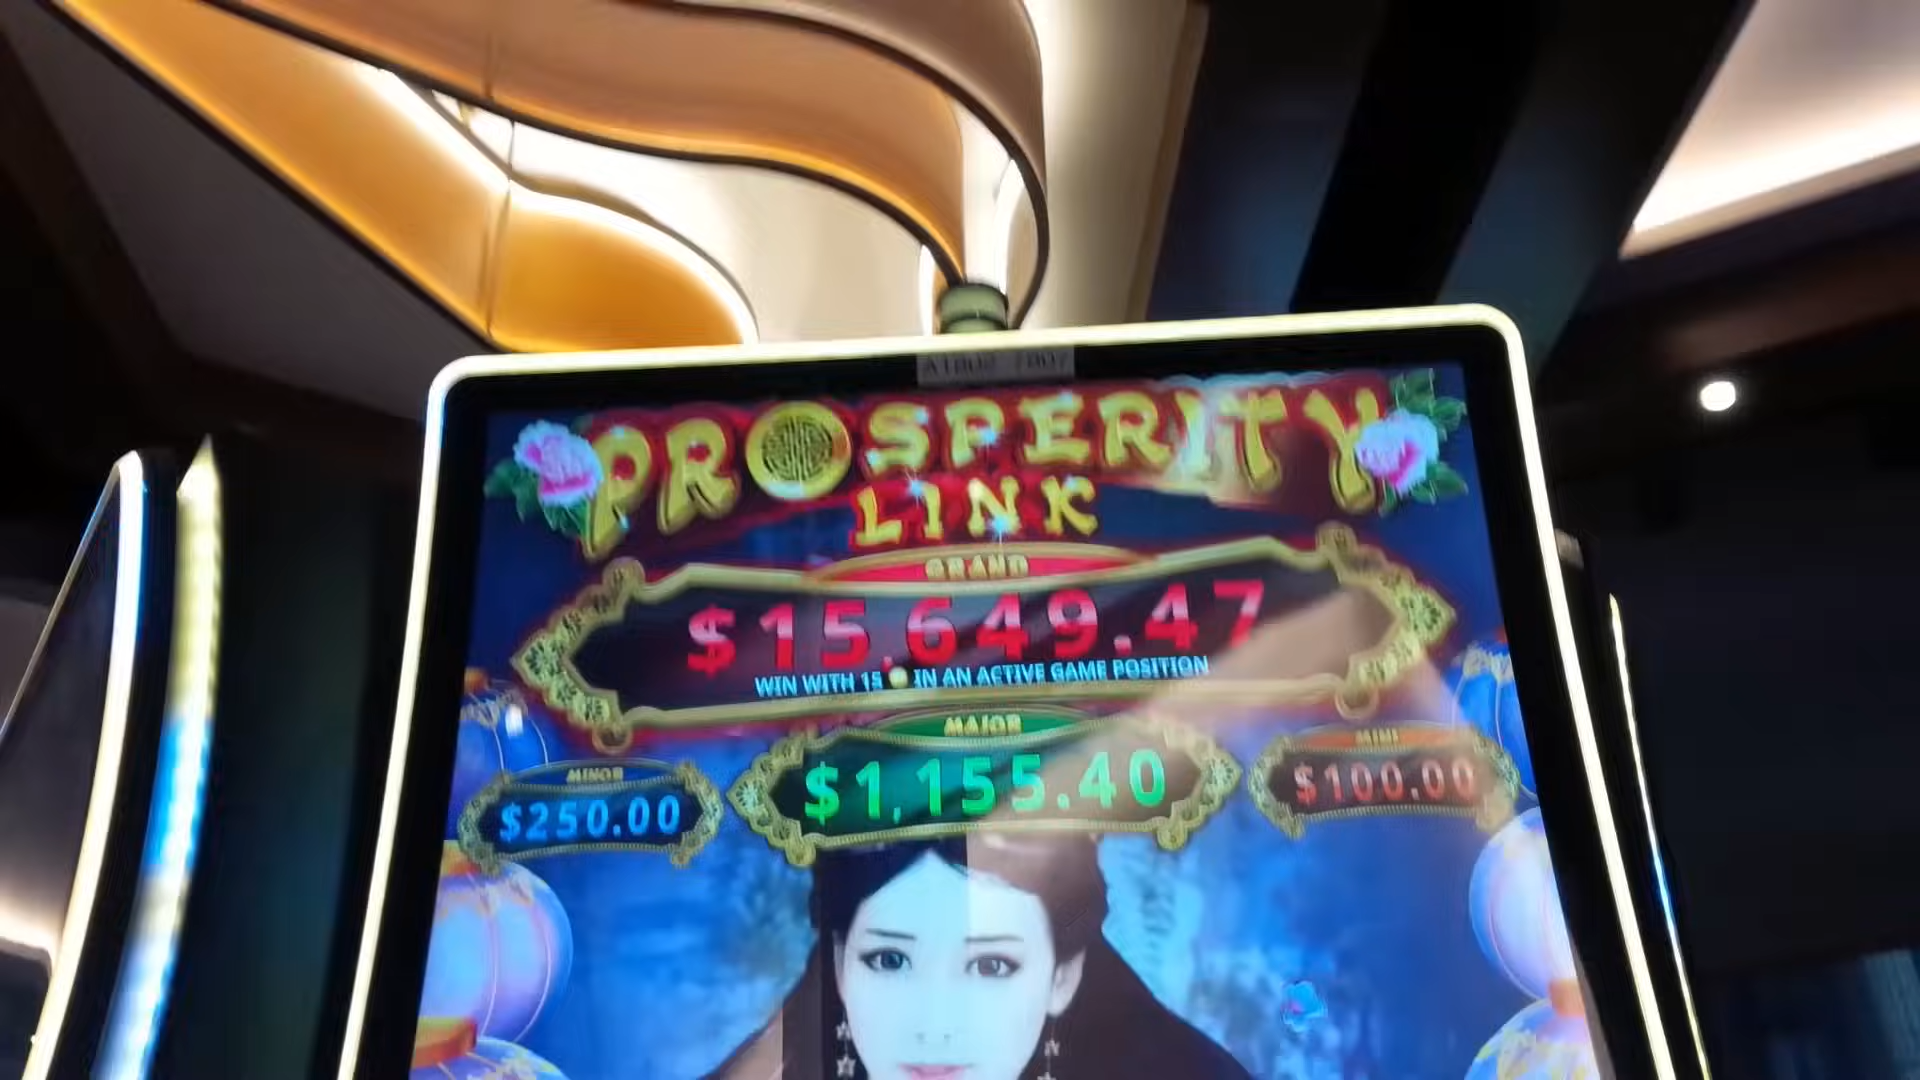 PROSPERITY
LINK
GRAND
$15,649.47
WIN WITH 15 IN AN ACTIVE GAME POSITION
MAJOR
$1,155.40
MINOR
$250.00
MINI
$100.00